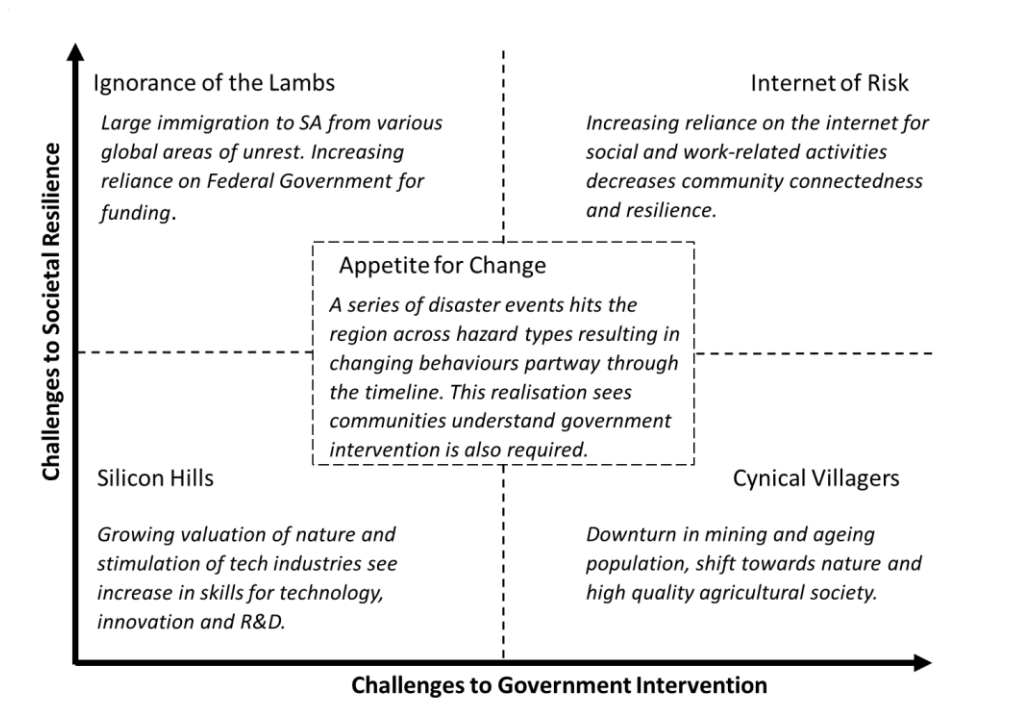 Challenges to Societal Resilience
Ignorance of the Lambs
Large immigration to SA from various
global areas of unrest. Increasing
reliance on Federal Government for
funding.
Internet of Risk
Increasing reliance on the internet for
social and work-related activities
decreases community connectedness
and resilience.
Appetite for Change
A series of disaster events hits the
region across hazard types resulting in
changing behaviours partway through
the timeline. This realisation sees
communities understand government
intervention is also required.
Silicon Hills
Growing valuation of nature and
stimulation of tech industries see
increase in skills for technology,
innovation and R&D.
Cynical Villagers
Downturn in mining and ageing
population, shift towards nature and
high quality agricultural society.
Challenges to Government Intervention